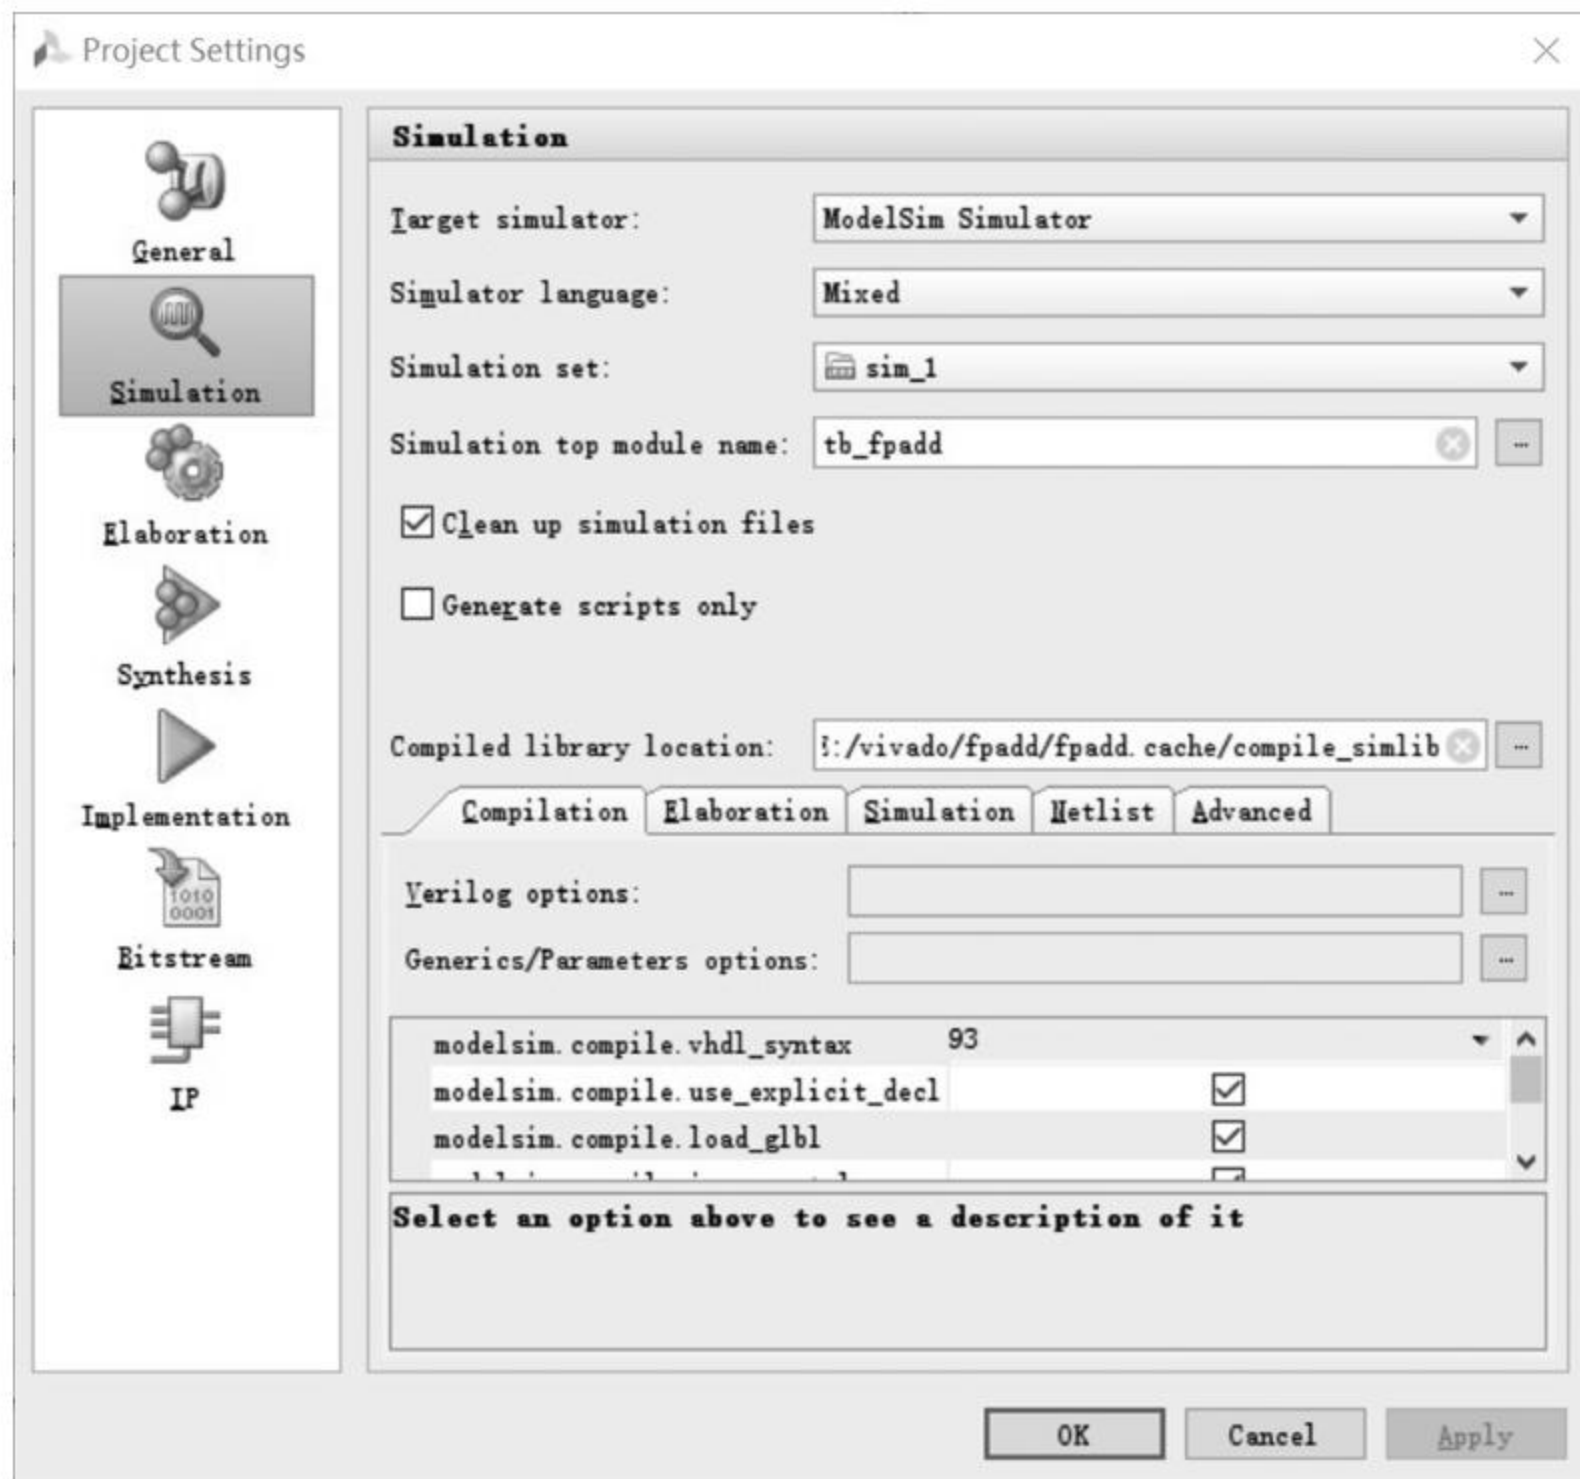 Project Settings
General
Simulation
Elaboration
Synthesis
Implementation
1010
0001
Bitstream
IP
Simulation
Target simulator: ModelSim Simulator
Simulator language: Mixed
Simulation set: sim_1
Simulation top module name: tb_fpadd ...
Clean up simulation files
Generate scripts only
Compiled library location: :/vivado/fpadd/fpadd.cache/compile_simlib ...
Compilation Elaboration Simulation Netlist Advanced
Verilog options: ...
Generics/Parameters options: ...
modelsim.compile.vhdl_syntax 93
modelsim.compile.use_explicit_decl
modelsim.compile.load_glbl
Select an option above to see a description of it
OK Cancel Apply